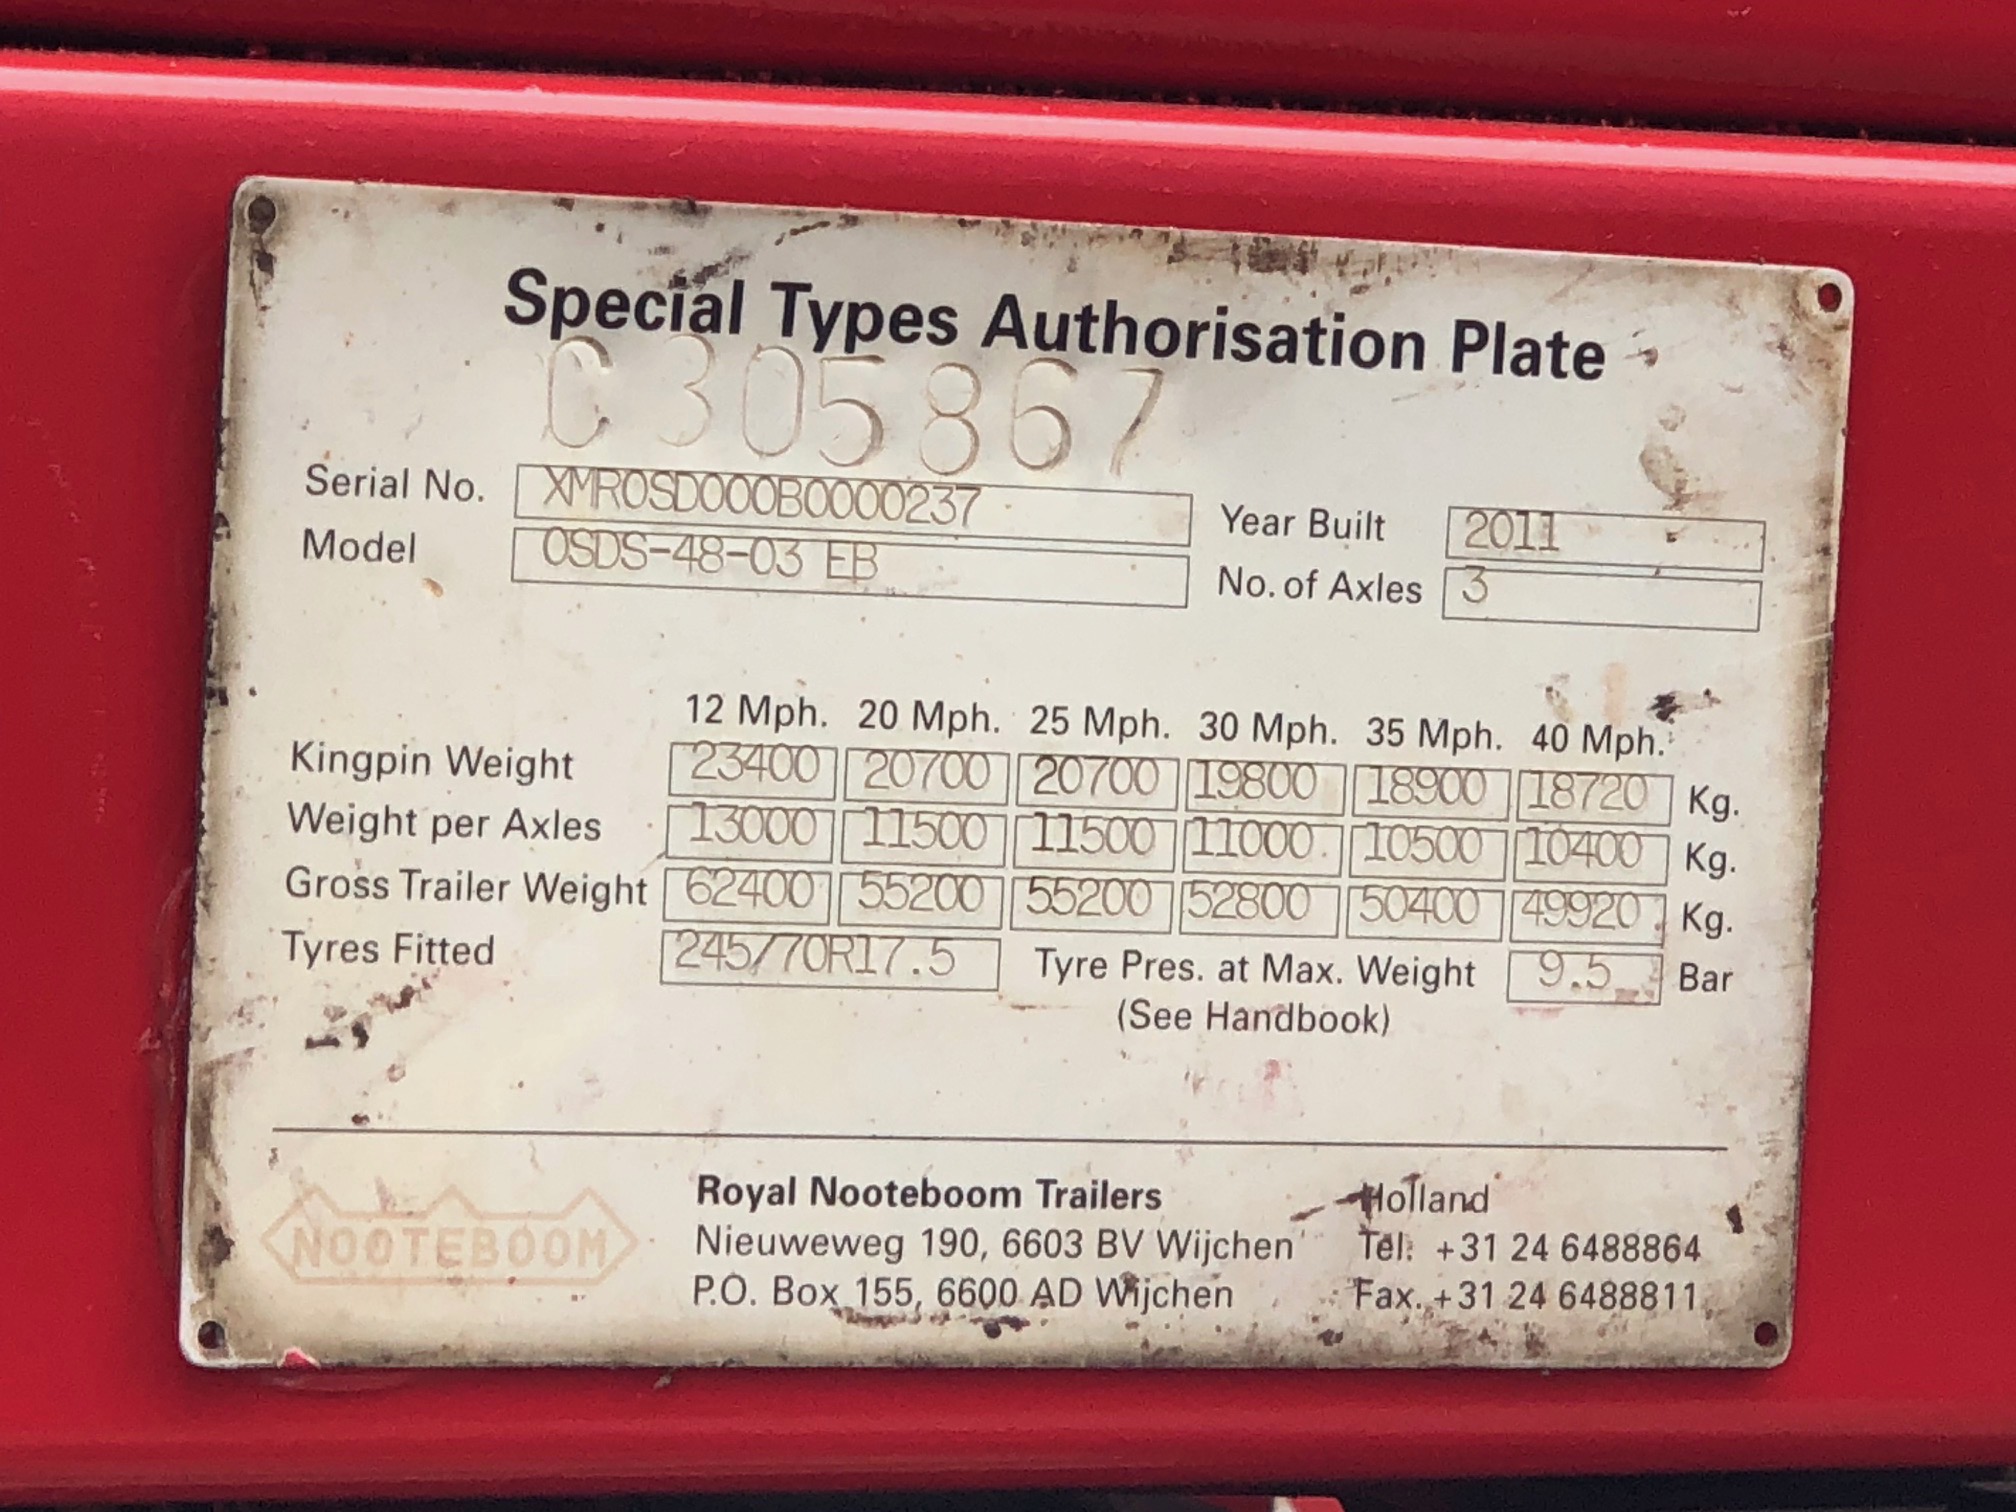 Special Types Authorisation Plate
C305867
Serial No. XMROSD000B0000237 Year Built 2011
Model OSDS-48-03 EB No. of Axles 3
12 Mph. 20 Mph. 25 Mph. 30 Mph. 35 Mph. 40 Mph.
Kingpin Weight 23400 20700 20700 19800 18900 18720 Kg.
Weight per Axles 13000 11500 11500 11000 10500 10400 Kg.
Gross Trailer Weight 62400 55200 55200 52800 50400 49920 Kg.
Tyres Fitted 245/70R17.5 Tyre Pres. at Max. Weight 9.5 Bar
(See Handbook)
NOOTEBOOM
Royal Nooteboom Trailers Holland
Nieuweweg 190, 6603 BV Wijchen Tel. +31 24 6488864
P.O. Box 155, 6600 AD Wijchen Fax. +31 24 6488811